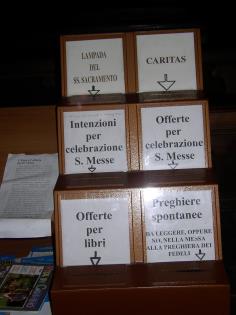 LAMPADA
DEL
SS. SACRAMENTO
CARITAS
Intenzioni
per
celebrazione
S. Messe
Offerte
per
celebrazione
S. Messe
Offerte
per
libri
Preghiere
spontanee
DA LEGGERE, OPPURE
NO, NELLA MESSA
ALLA PREGHIERA DEI
FEDELI